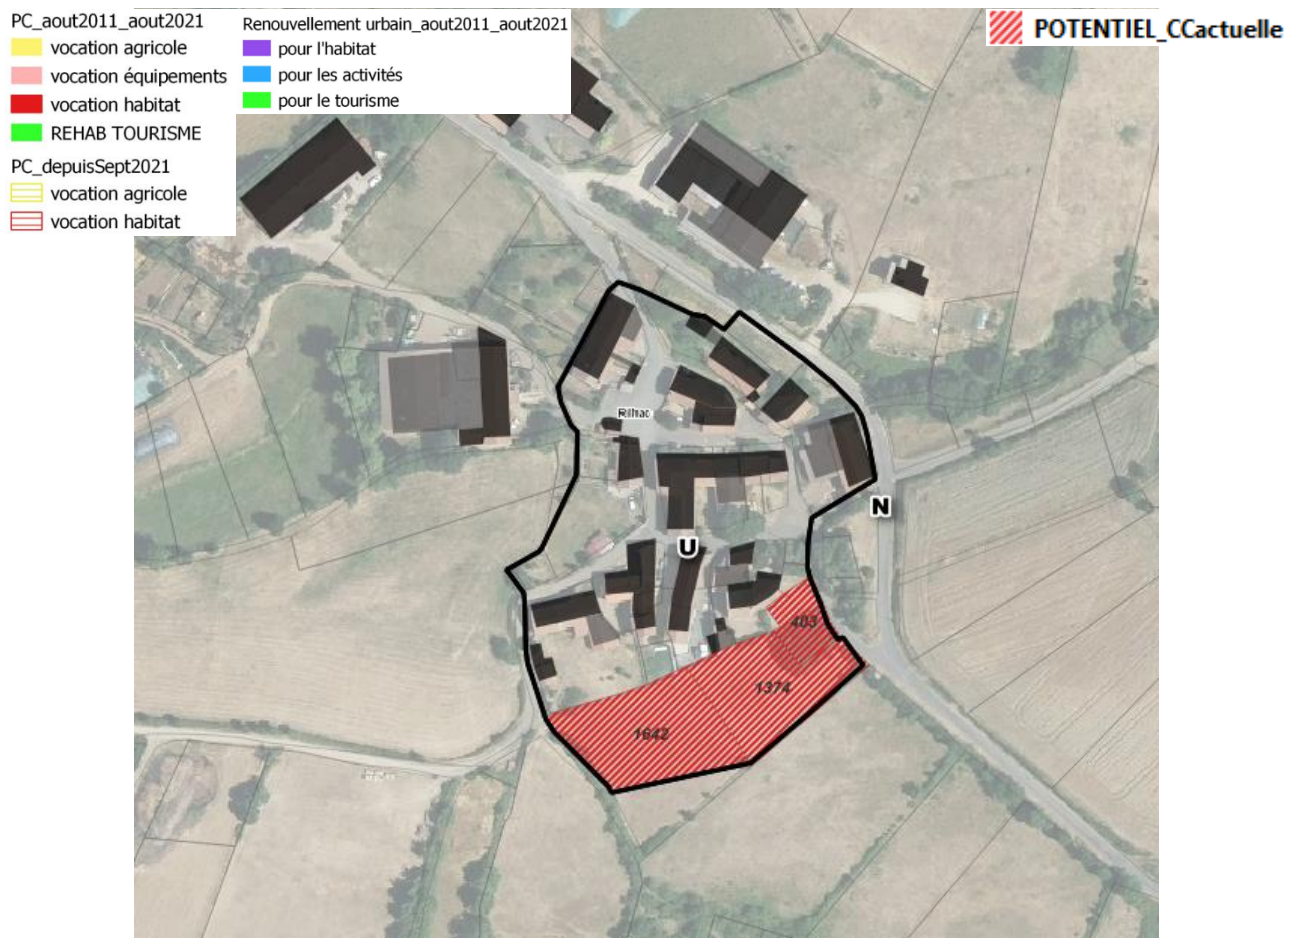 PC_aout2011_aout2021
vocation agricole
vocation équipements
vocation habitat
REHAB TOURISME
PC_depuisSept2021
vocation agricole
vocation habitat
Renouvellement urbain_aout2011_aout2021
pour l'habitat
pour les activités
pour le tourisme
POTENTIEL_CCactuelle
Rilhac
N
U
403
1374
1642